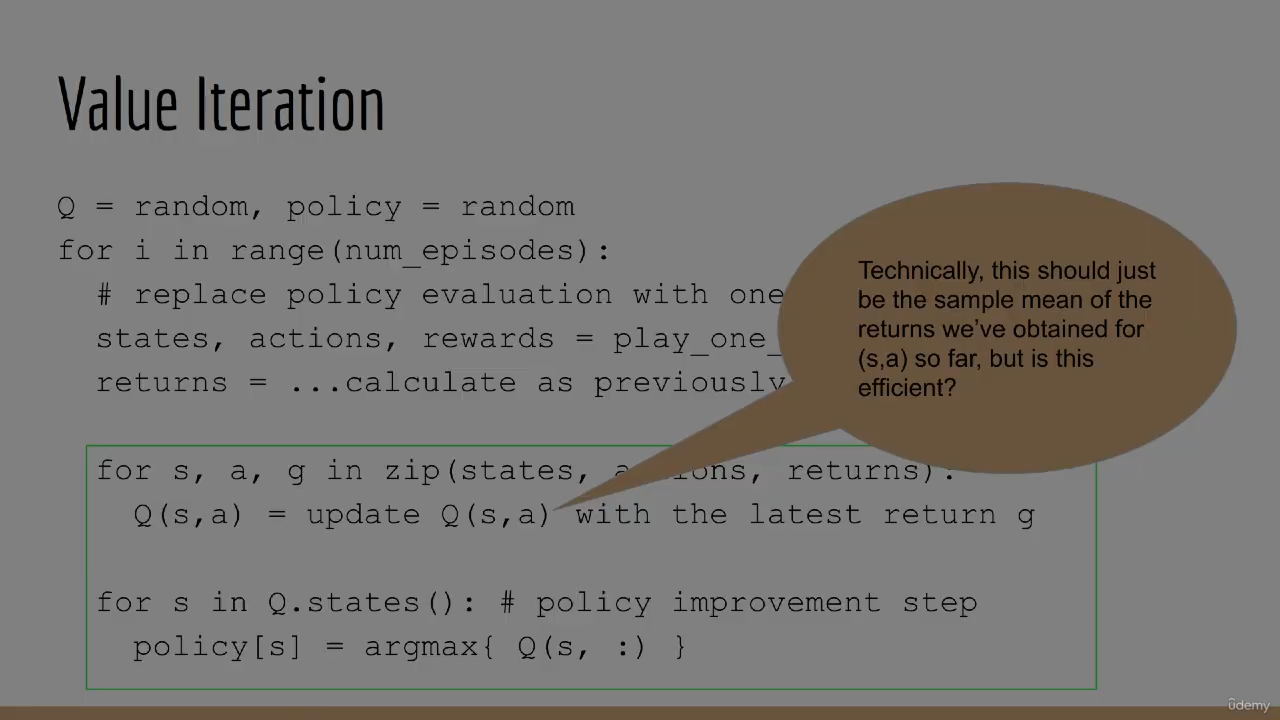 Value Iteration
Q = random, policy = random
for i in range(num_episodes):
# replace policy evaluation with one
states, actions, rewards = play_one_
returns = ...calculate as previously
Technically, this should just
be the sample mean of the
returns we've obtained for
(s,a) so far, but is this
efficient?
for s, a, g in zip(states, actions, returns):
Q(s,a) = update Q(s,a) with the latest return g
for s in Q.states(): # policy improvement step
policy[s] = argmax{ Q(s, :) }
ûdemy